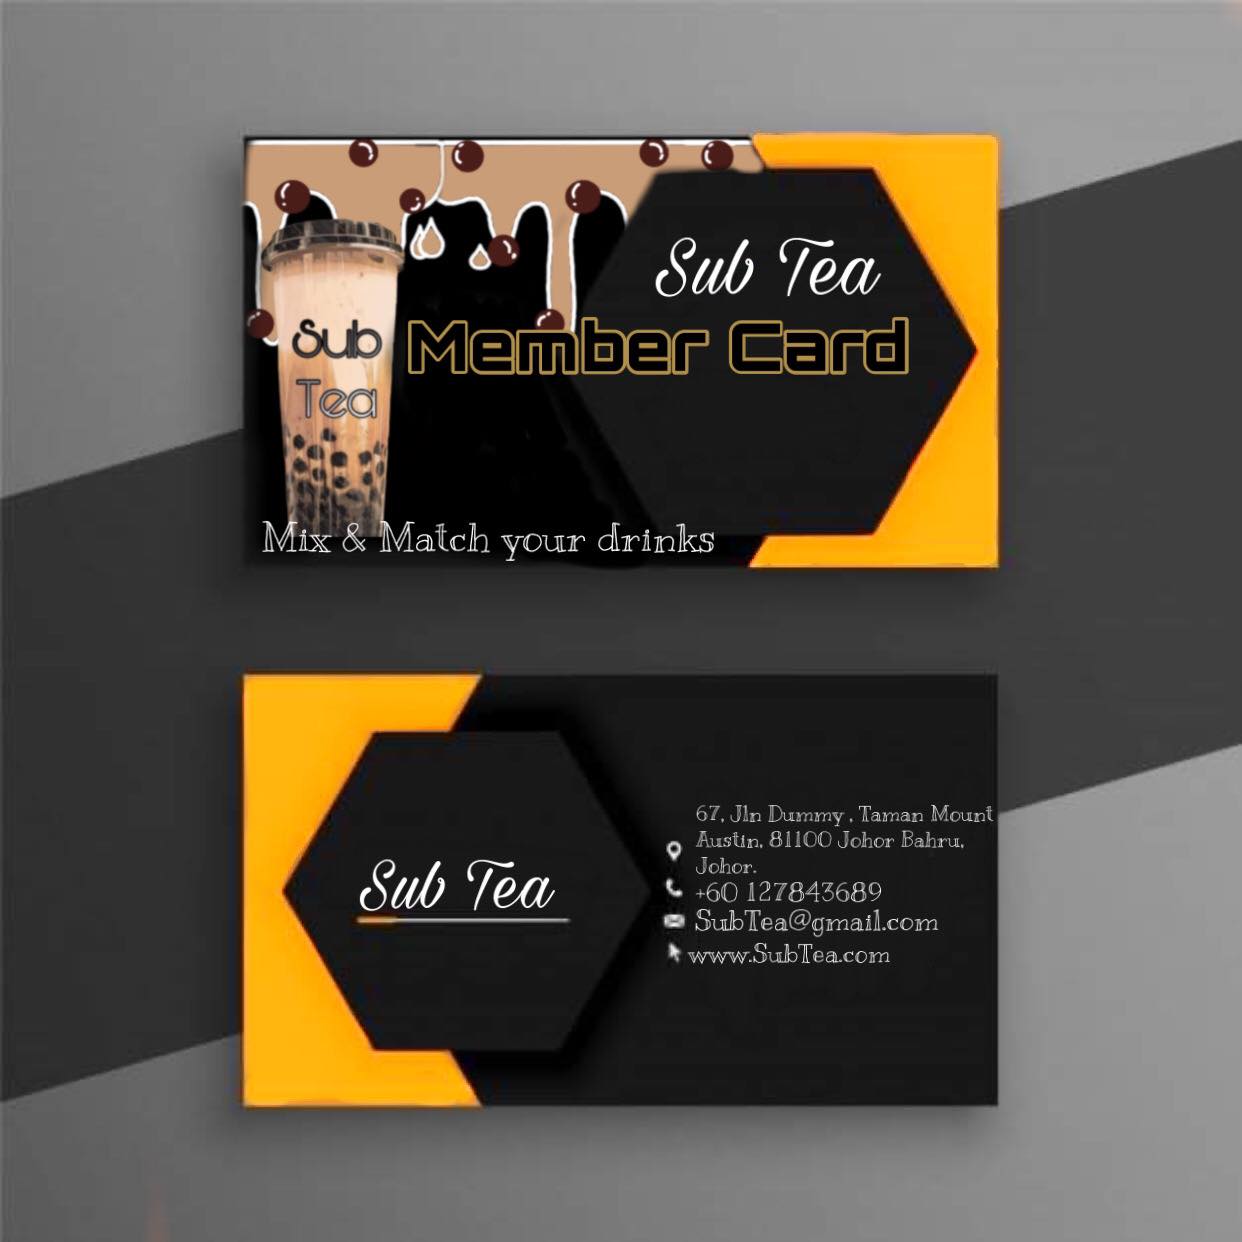 Sub Tea
Sub
Tea
Member Card
Mix & Match your drinks
Sub Tea
67, Jln Dummy , Taman Mount
Austin, 81100 Johor Bahru,
Johor.
+60 127843689
SubTea@gmail.com
www.SubTea.com